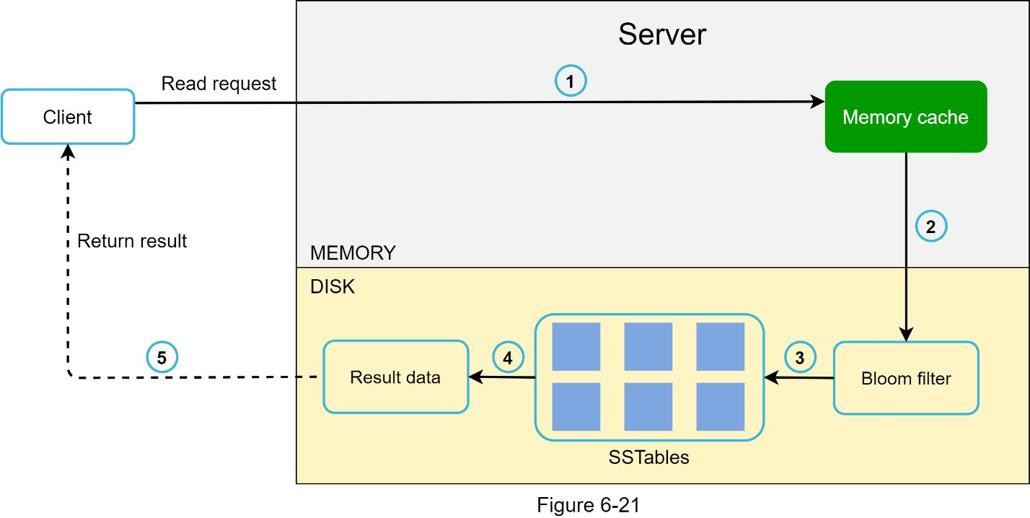 Server
Read request
1
Client
Memory cache
2
Return result
MEMORY
DISK
5
Result data
4
3
Bloom filter
SSTables
Figure 6-21